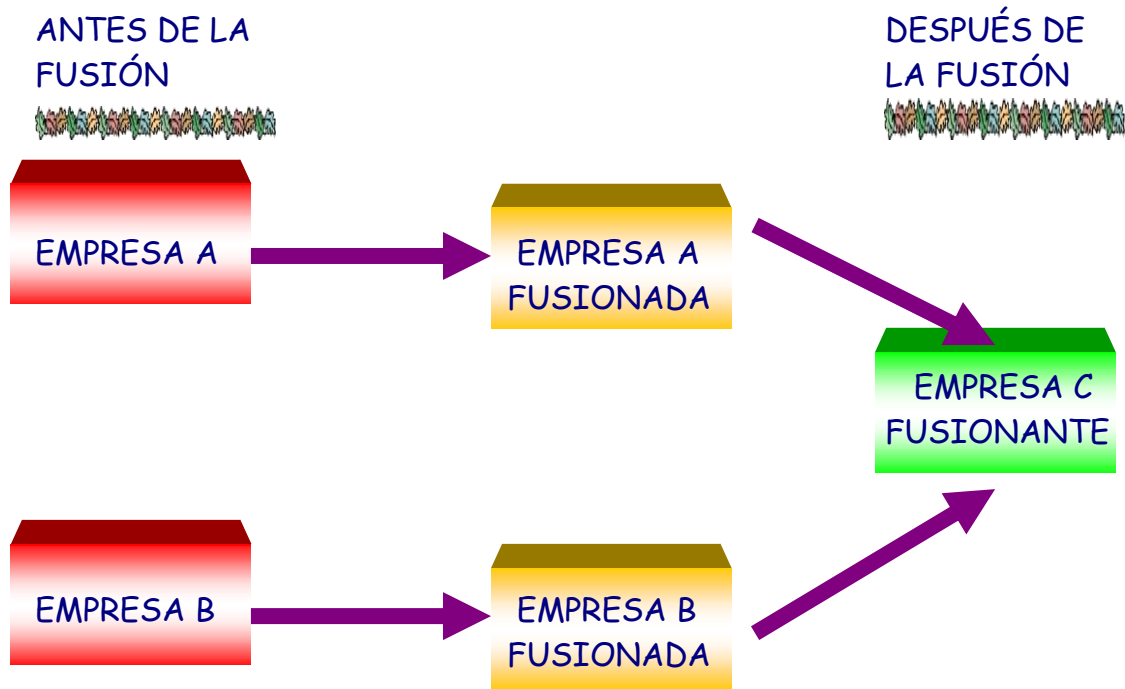 ANTES DE LA
FUSIÓN
DESPUÉS DE
LA FUSIÓN
EMPRESA A
EMPRESA A
FUSIONADA
EMPRESA C
FUSIONANTE
EMPRESA B
EMPRESA B
FUSIONADA